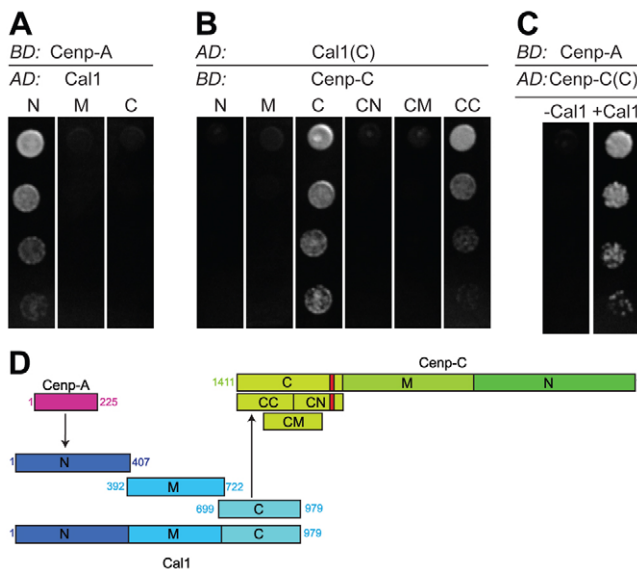 A
BD: Cenp-A
AD: Cal1
N M C
B
AD: Cal1(C)
BD: Cenp-C
N M C CN CM CC
C
BD: Cenp-A
AD: Cenp-C(C)
-Cal1 +Cal1
D
Cenp-A
1 225
Cenp-C
1411 C M N
CC CN
CM
1 N 407
392 M 722
699 C 979
1 N M C 979
Cal1